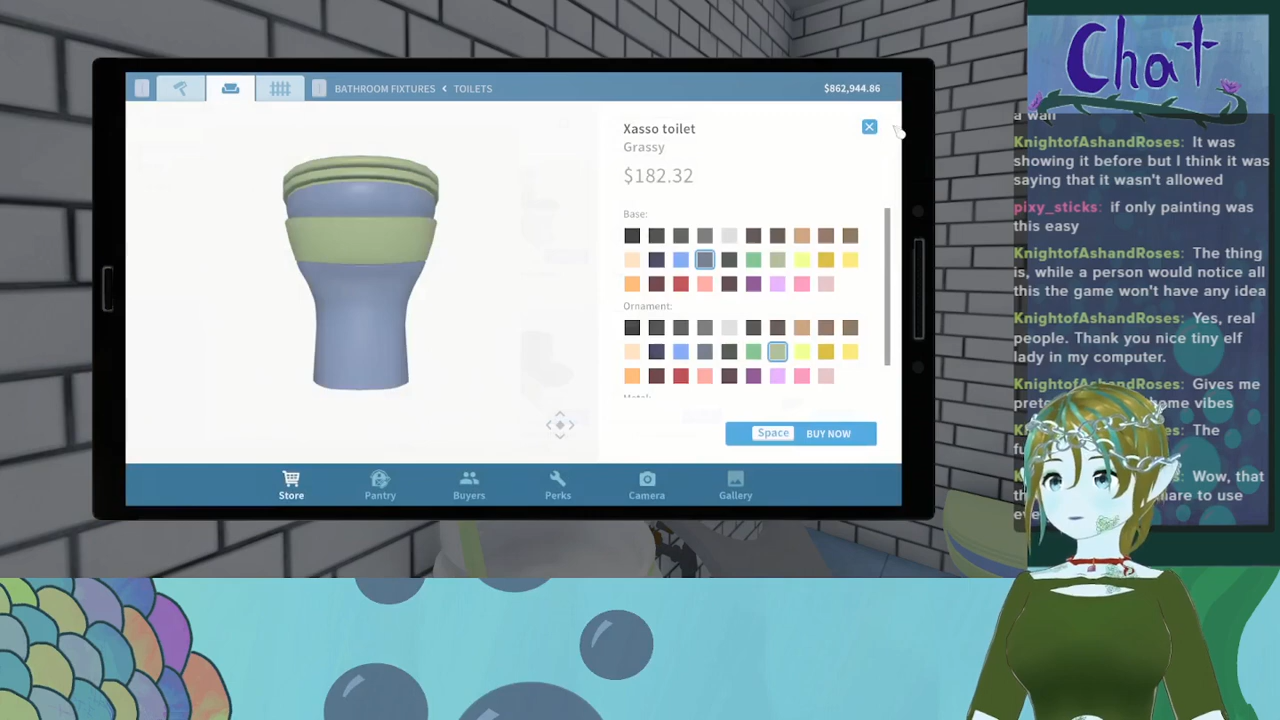 BATHROOM FIXTURES < TOILETS
$862,944.86
Xasso toilet
Grassy
$182.32
Base:
Ornament:
Space BUY NOW
Store
Pantry
Buyers
Perks
Camera
Gallery
Chat
a wall
KnightofAshandRoses: It was
showing it before but I think it was
saying that it wasn't allowed
pixy_sticks: if only painting was
this easy
KnightofAshandRoses: The thing
is, while a person would notice all
this the game won't have any idea
KnightofAshandRoses: Yes, real
people. Thank you nice tiny elf
lady in my computer.
KnightofAshandRoses: Gives me
home vibes
The
Wow, that
to use